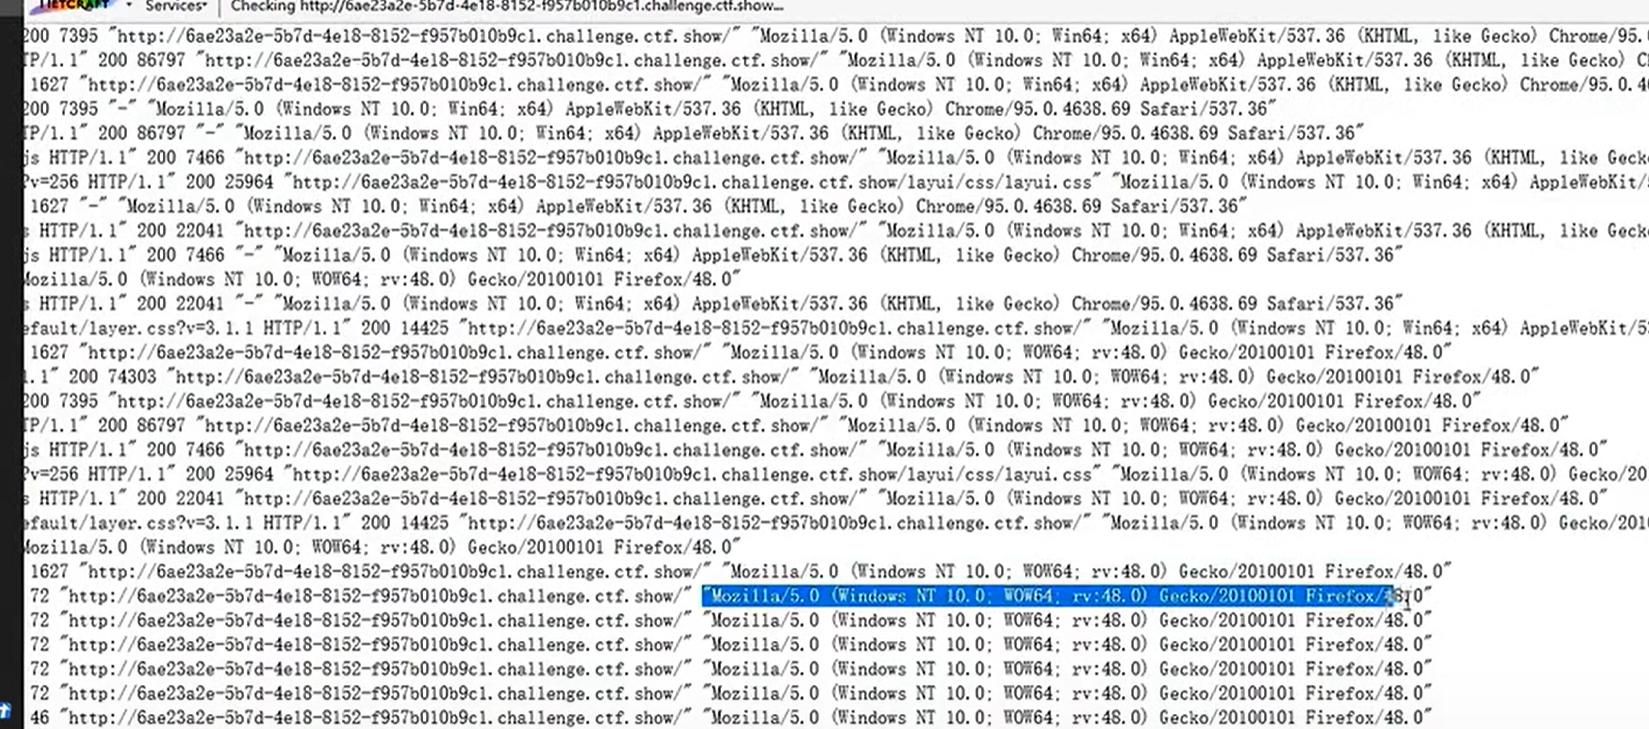 NETCRAFT Services Checking http://6ae23a2e-5b7d-4e18-8152-f957b010b9c1.challenge.ctf.show...
200 7395 "http://6ae23a2e-5b7d-4e18-8152-f957b010b9c1.challenge.ctf.show/" "Mozilla/5.0 (Windows NT 10.0; Win64; x64) AppleWebKit/537.36 (KHTML, like Gecko) Chrome/95.
TP/1.1" 200 86797 "http://6ae23a2e-5b7d-4e18-8152-f957b010b9c1.challenge.ctf.show/" "Mozilla/5.0 (Windows NT 10.0; Win64; x64) AppleWebKit/537.36 (KHTML, like Gecko) C
1627 "http://6ae23a2e-5b7d-4e18-8152-f957b010b9c1.challenge.ctf.show/" "Mozilla/5.0 (Windows NT 10.0; Win64; x64) AppleWebKit/537.36 (KHTML, like Gecko) Chrome/95.0.4
200 7395 "-" "Mozilla/5.0 (Windows NT 10.0; Win64; x64) AppleWebKit/537.36 (KHTML, like Gecko) Chrome/95.0.4638.69 Safari/537.36"
TP/1.1" 200 86797 "-" "Mozilla/5.0 (Windows NT 10.0; Win64; x64) AppleWebKit/537.36 (KHTML, like Gecko) Chrome/95.0.4638.69 Safari/537.36"
js HTTP/1.1" 200 7466 "http://6ae23a2e-5b7d-4e18-8152-f957b010b9c1.challenge.ctf.show/" "Mozilla/5.0 (Windows NT 10.0; Win64; x64) AppleWebKit/537.36 (KHTML, like Geck
?v=256 HTTP/1.1" 200 25964 "http://6ae23a2e-5b7d-4e18-8152-f957b010b9c1.challenge.ctf.show/layui/css/layui.css" "Mozilla/5.0 (Windows NT 10.0; Win64; x64) AppleWebKit/
1627 "-" "Mozilla/5.0 (Windows NT 10.0; Win64; x64) AppleWebKit/537.36 (KHTML, like Gecko) Chrome/95.0.4638.69 Safari/537.36"
s HTTP/1.1" 200 22041 "http://6ae23a2e-5b7d-4e18-8152-f957b010b9c1.challenge.ctf.show/" "Mozilla/5.0 (Windows NT 10.0; Win64; x64) AppleWebKit/537.36 (KHTML, like Geck
js HTTP/1.1" 200 7466 "-" "Mozilla/5.0 (Windows NT 10.0; Win64; x64) AppleWebKit/537.36 (KHTML, like Gecko) Chrome/95.0.4638.69 Safari/537.36"
Mozilla/5.0 (Windows NT 10.0; WOW64; rv:48.0) Gecko/20100101 Firefox/48.0"
s HTTP/1.1" 200 22041 "-" "Mozilla/5.0 (Windows NT 10.0; Win64; x64) AppleWebKit/537.36 (KHTML, like Gecko) Chrome/95.0.4638.69 Safari/537.36"
efault/layer.css?v=3.1.1 HTTP/1.1" 200 14425 "http://6ae23a2e-5b7d-4e18-8152-f957b010b9c1.challenge.ctf.show/" "Mozilla/5.0 (Windows NT 10.0; Win64; x64) AppleWebKit/5
1627 "http://6ae23a2e-5b7d-4e18-8152-f957b010b9c1.challenge.ctf.show/" "Mozilla/5.0 (Windows NT 10.0; WOW64; rv:48.0) Gecko/20100101 Firefox/48.0"
.1" 200 74303 "http://6ae23a2e-5b7d-4e18-8152-f957b010b9c1.challenge.ctf.show/" "Mozilla/5.0 (Windows NT 10.0; WOW64; rv:48.0) Gecko/20100101 Firefox/48.0"
200 7395 "http://6ae23a2e-5b7d-4e18-8152-f957b010b9c1.challenge.ctf.show/" "Mozilla/5.0 (Windows NT 10.0; WOW64; rv:48.0) Gecko/20100101 Firefox/48.0"
TP/1.1" 200 86797 "http://6ae23a2e-5b7d-4e18-8152-f957b010b9c1.challenge.ctf.show/" "Mozilla/5.0 (Windows NT 10.0; WOW64; rv:48.0) Gecko/20100101 Firefox/48.0"
js HTTP/1.1" 200 7466 "http://6ae23a2e-5b7d-4e18-8152-f957b010b9c1.challenge.ctf.show/" "Mozilla/5.0 (Windows NT 10.0; WOW64; rv:48.0) Gecko/20100101 Firefox/48.0"
?v=256 HTTP/1.1" 200 25964 "http://6ae23a2e-5b7d-4e18-8152-f957b010b9c1.challenge.ctf.show/layui/css/layui.css" "Mozilla/5.0 (Windows NT 10.0; WOW64; rv:48.0) Gecko/20
s HTTP/1.1" 200 22041 "http://6ae23a2e-5b7d-4e18-8152-f957b010b9c1.challenge.ctf.show/" "Mozilla/5.0 (Windows NT 10.0; WOW64; rv:48.0) Gecko/20100101 Firefox/48.0"
efault/layer.css?v=3.1.1 HTTP/1.1" 200 14425 "http://6ae23a2e-5b7d-4e18-8152-f957b010b9c1.challenge.ctf.show/" "Mozilla/5.0 (Windows NT 10.0; WOW64; rv:48.0) Gecko/2010
Mozilla/5.0 (Windows NT 10.0; WOW64; rv:48.0) Gecko/20100101 Firefox/48.0"
1627 "http://6ae23a2e-5b7d-4e18-8152-f957b010b9c1.challenge.ctf.show/" "Mozilla/5.0 (Windows NT 10.0; WOW64; rv:48.0) Gecko/20100101 Firefox/48.0"
72 "http://6ae23a2e-5b7d-4e18-8152-f957b010b9c1.challenge.ctf.show/" "Mozilla/5.0 (Windows NT 10.0; WOW64; rv:48.0) Gecko/20100101 Firefox/48.0"
72 "http://6ae23a2e-5b7d-4e18-8152-f957b010b9c1.challenge.ctf.show/" "Mozilla/5.0 (Windows NT 10.0; WOW64; rv:48.0) Gecko/20100101 Firefox/48.0"
72 "http://6ae23a2e-5b7d-4e18-8152-f957b010b9c1.challenge.ctf.show/" "Mozilla/5.0 (Windows NT 10.0; WOW64; rv:48.0) Gecko/20100101 Firefox/48.0"
72 "http://6ae23a2e-5b7d-4e18-8152-f957b010b9c1.challenge.ctf.show/" "Mozilla/5.0 (Windows NT 10.0; WOW64; rv:48.0) Gecko/20100101 Firefox/48.0"
72 "http://6ae23a2e-5b7d-4e18-8152-f957b010b9c1.challenge.ctf.show/" "Mozilla/5.0 (Windows NT 10.0; WOW64; rv:48.0) Gecko/20100101 Firefox/48.0"
46 "http://6ae23a2e-5b7d-4e18-8152-f957b010b9c1.challenge.ctf.show/" "Mozilla/5.0 (Windows NT 10.0; WOW64; rv:48.0) Gecko/20100101 Firefox/48.0"